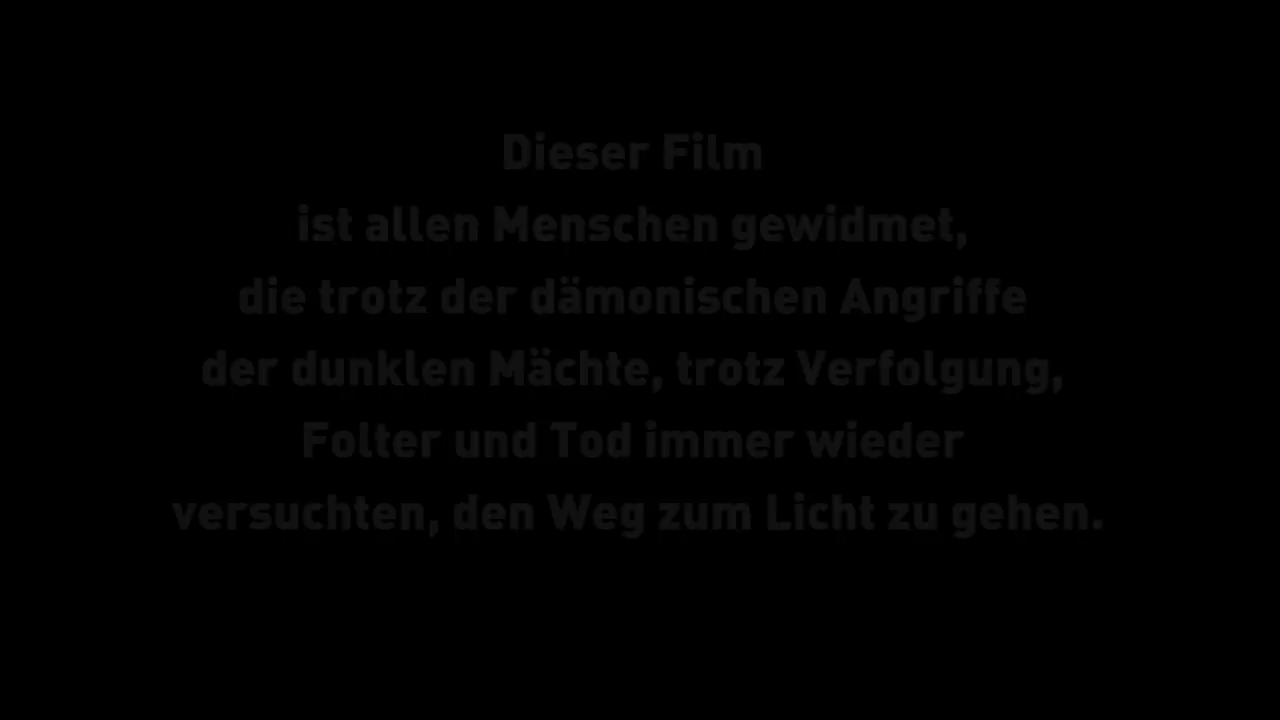 Dieser Film
ist allen Menschen gewidmet,
die trotz der dämonischen Angriffe
der dunklen Mächte, trotz Verfolgung,
Folter und Tod immer wieder
versuchten, den Weg zum Licht zu gehen.